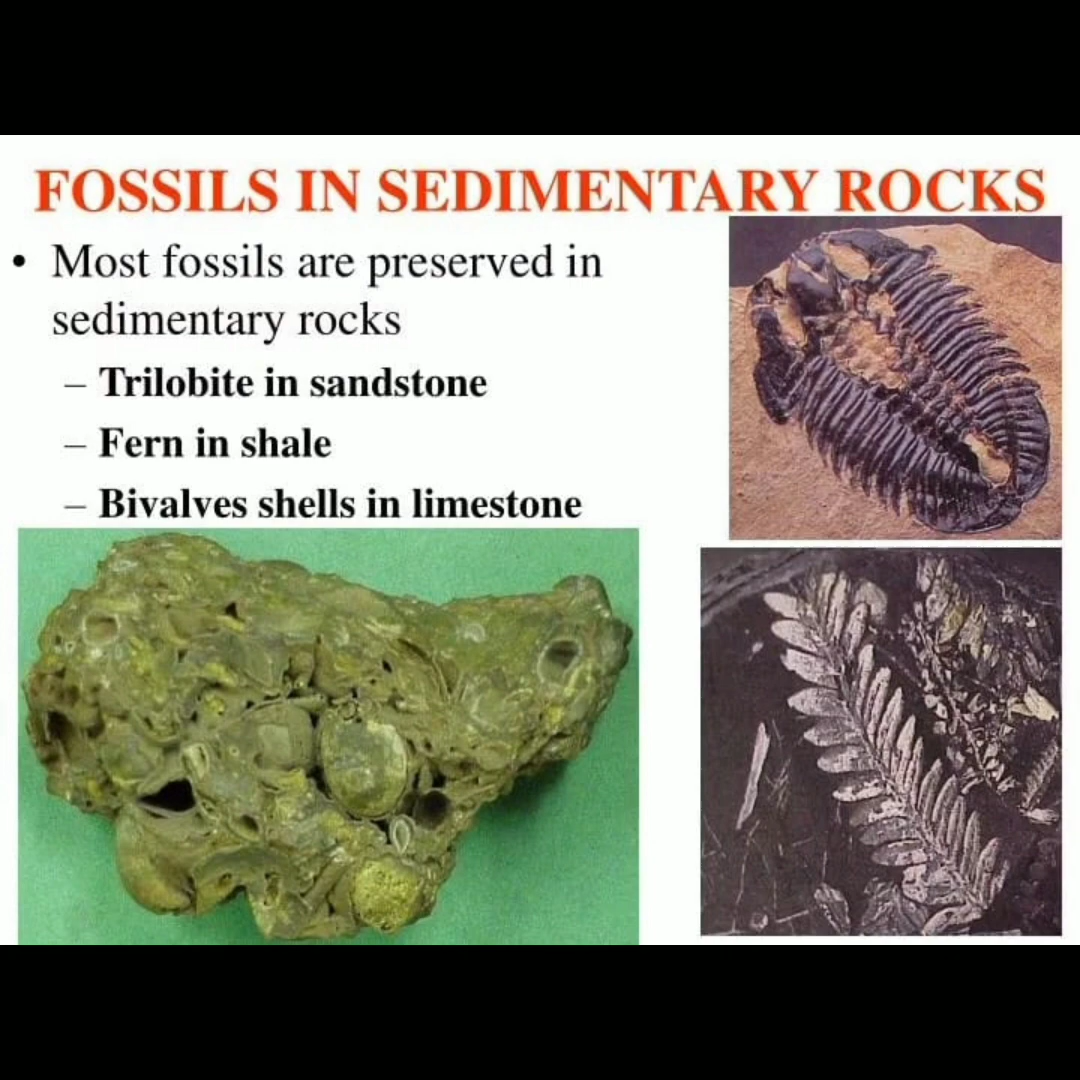 FOSSILS IN SEDIMENTARY ROCKS
• Most fossils are preserved in
sedimentary rocks
– Trilobite in sandstone
– Fern in shale
– Bivalves shells in limestone